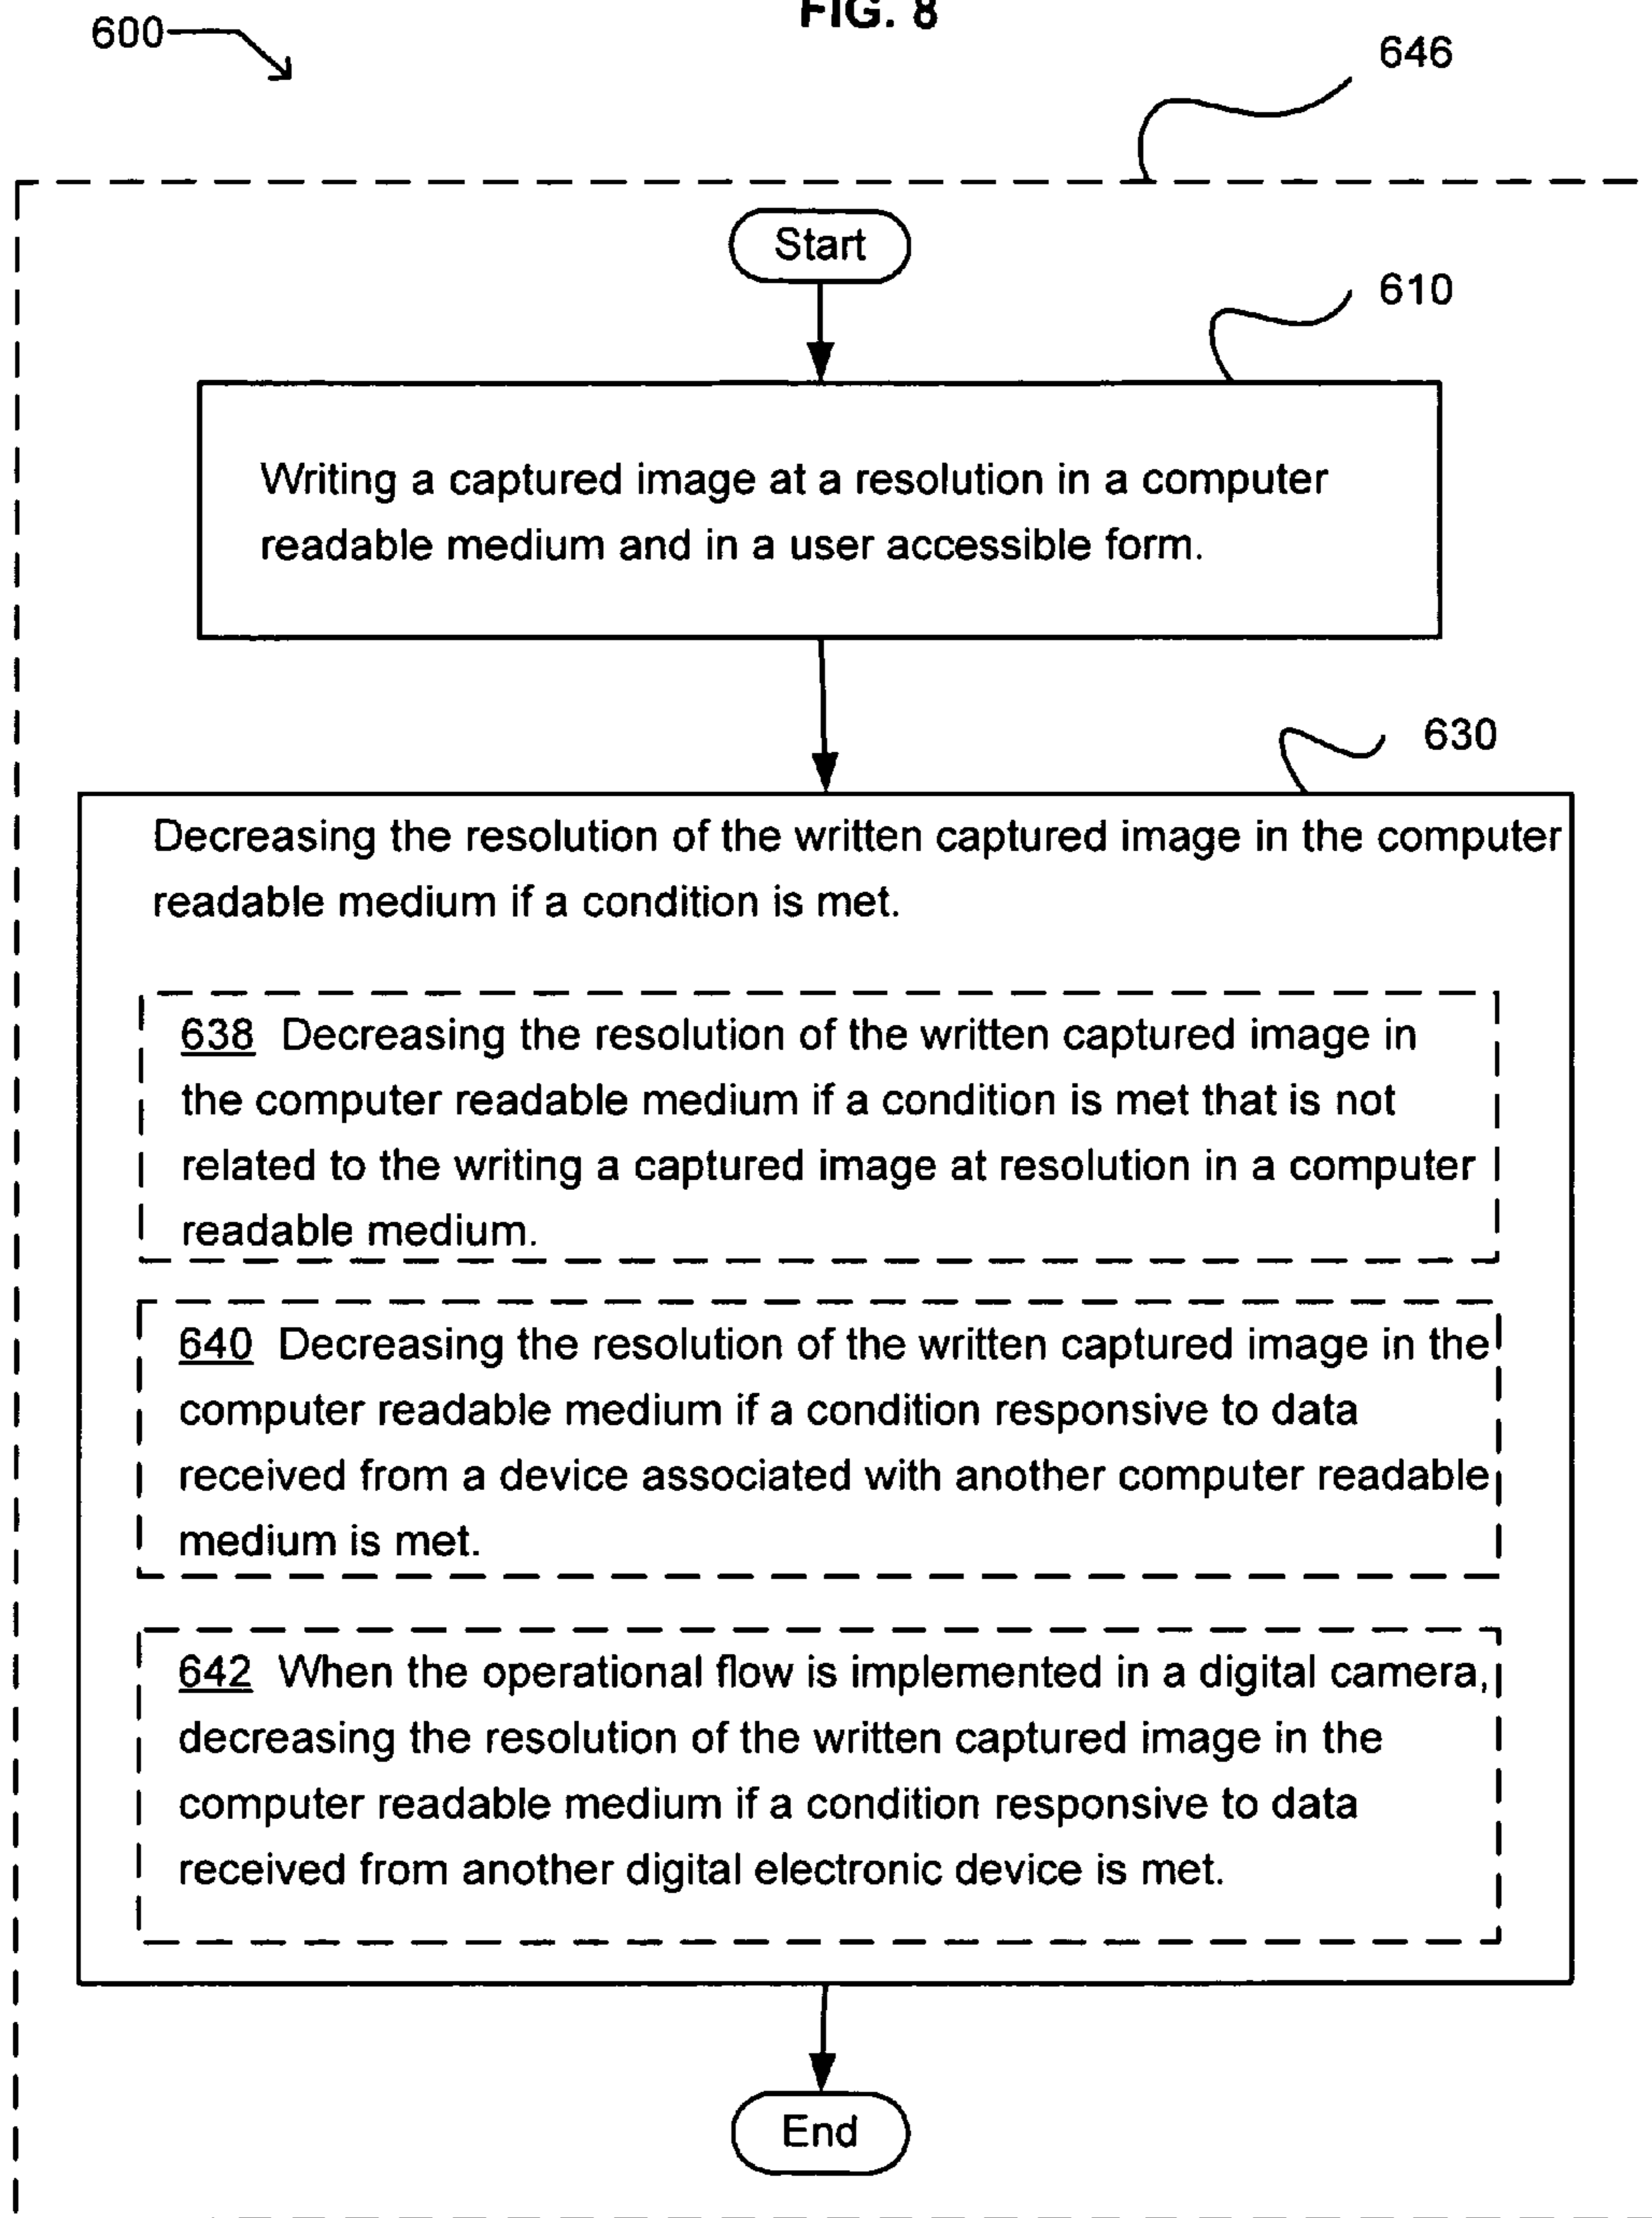 FIG. 8
600
646
Start
610
Writing a captured image at a resolution in a computer
readable medium and in a user accessible form.
630
Decreasing the resolution of the written captured image in the computer
readable medium if a condition is met.
638 Decreasing the resolution of the written captured image in
the computer readable medium if a condition is met that is not
related to the writing a captured image at resolution in a computer
readable medium.
640 Decreasing the resolution of the written captured image in the
computer readable medium if a condition responsive to data
received from a device associated with another computer readable
medium is met.
642 When the operational flow is implemented in a digital camera,
decreasing the resolution of the written captured image in the
computer readable medium if a condition responsive to data
received from another digital electronic device is met.
End